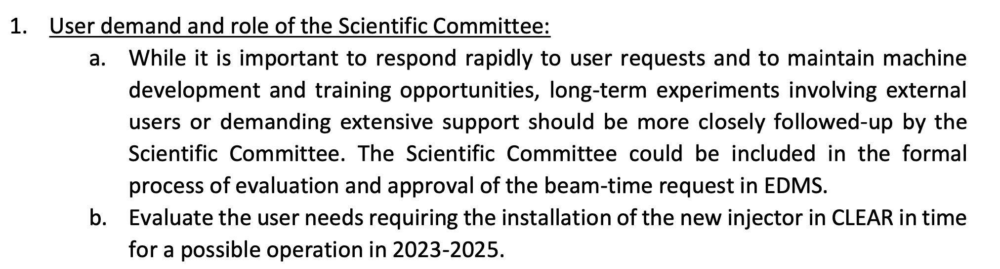 1. User demand and role of the Scientific Committee:
a. While it is important to respond rapidly to user requests and to maintain machine
development and training opportunities, long-term experiments involving external
users or demanding extensive support should be more closely followed-up by the
Scientific Committee. The Scientific Committee could be included in the formal
process of evaluation and approval of the beam-time request in EDMS.
b. Evaluate the user needs requiring the installation of the new injector in CLEAR in time
for a possible operation in 2023-2025.